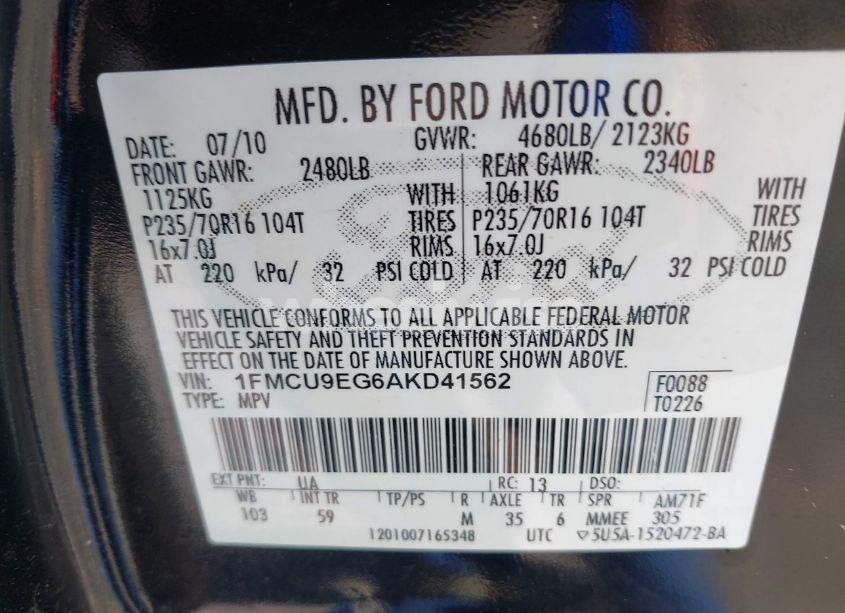 MFD. BY FORD MOTOR CO.
DATE: 07/10 GVWR: 4680LB/ 2123KG
FRONT GAWR: 2480LB REAR GAWR: 2340LB
1125KG WITH 1061KG WITH
P235/70R16 104T TIRES P235/70R16 104T TIRES
16x7.0J RIMS 16x7.0J RIMS
AT 220 kPa/ 32 PSI COLD AT 220 kPa/ 32 PSI COLD
THIS VEHICLE CONFORMS TO ALL APPLICABLE FEDERAL MOTOR
VEHICLE SAFETY AND THEFT PREVENTION STANDARDS IN
EFFECT ON THE DATE OF MANUFACTURE SHOWN ABOVE.
VIN: 1FMCU9EG6AKD41562 F0088
TYPE: MPV T0226
EXT PNT: UA RC: 13 DSO:
WB INT TR TP/PS R AXLE TR SPR AM71F
103 59 M 35 6 MMEE 305
1201007165348 UTC ▽5U5A-1520472-BA